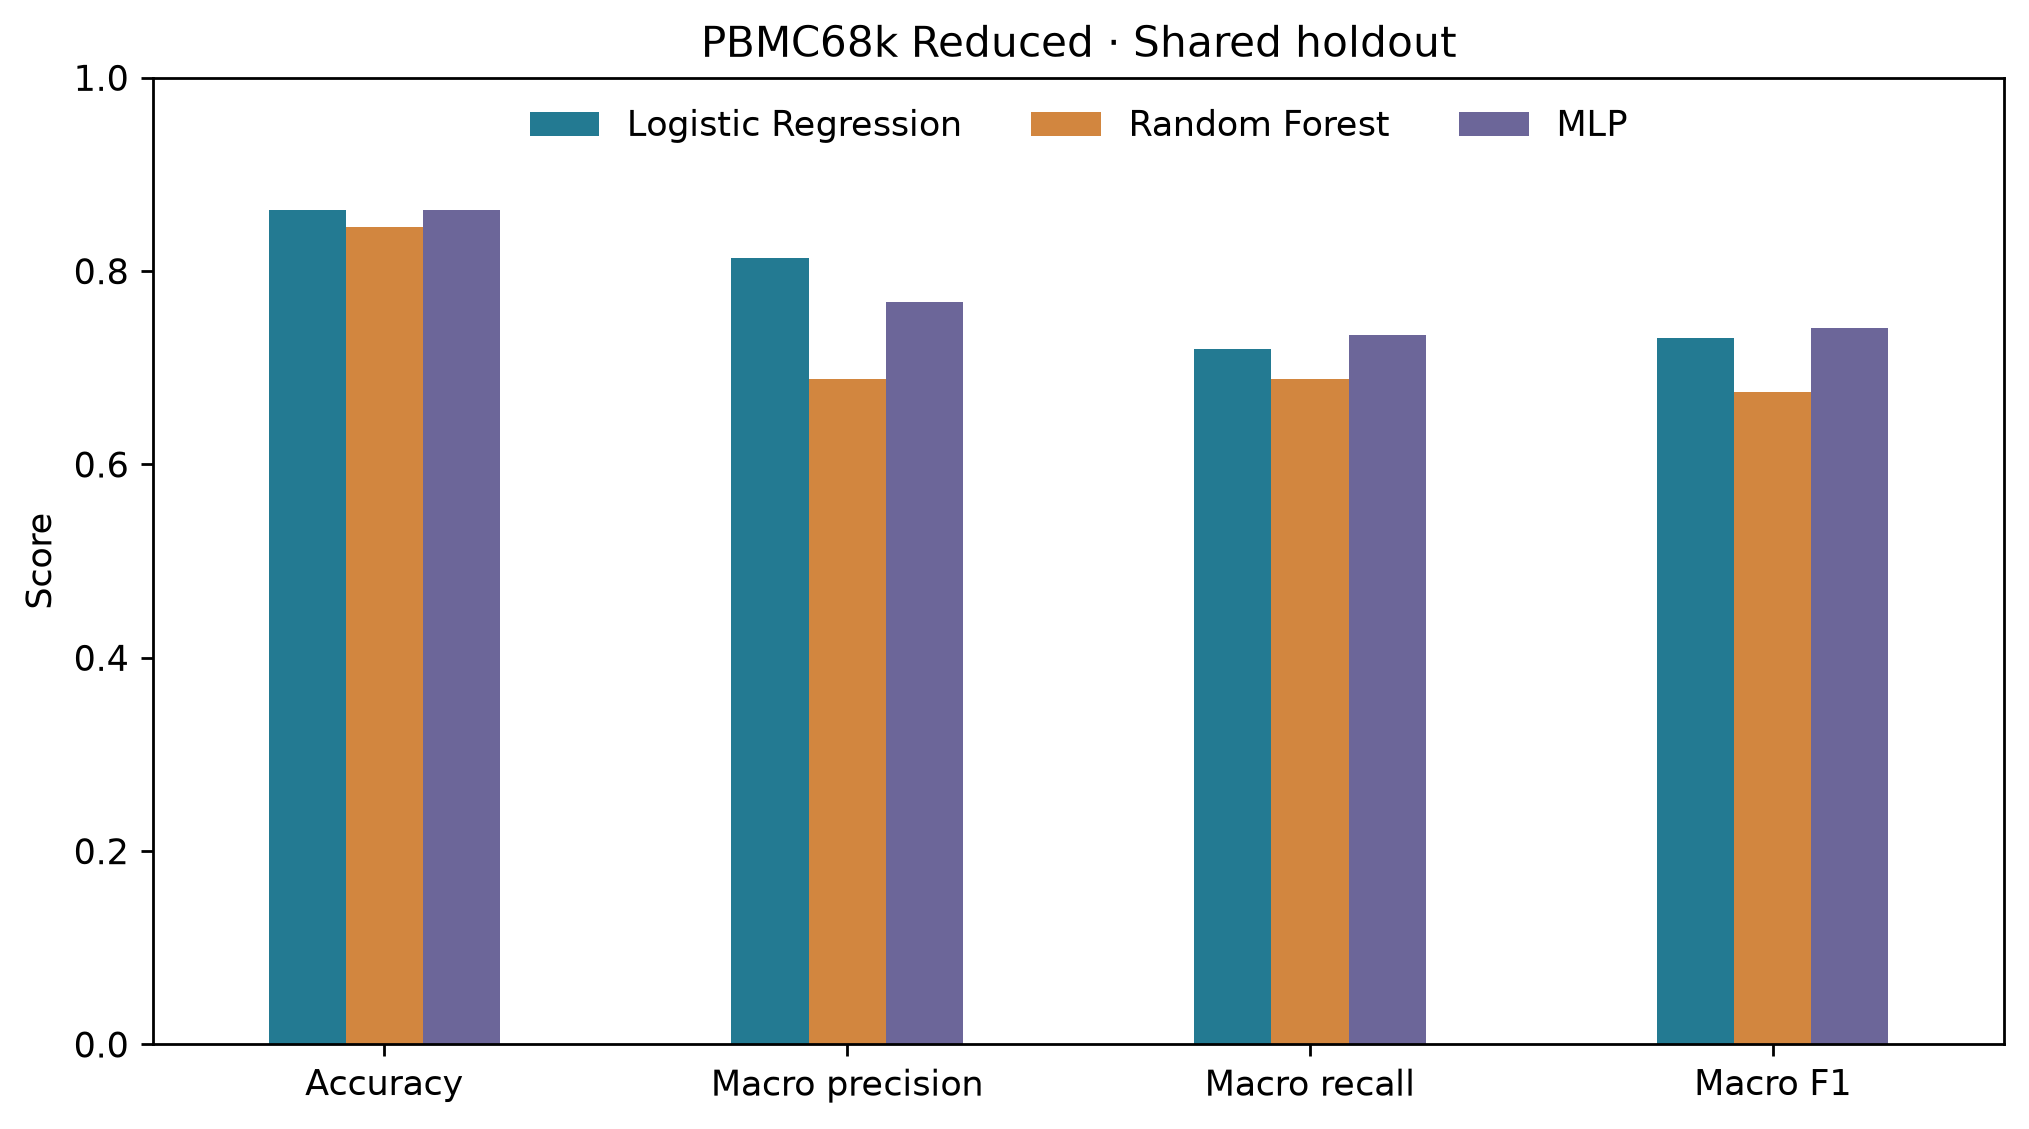 PBMC68k Reduced · Shared holdout
Logistic Regression Random Forest MLP
1.0
0.8
0.6
0.4
0.2
0.0
Score
Accuracy Macro precision Macro recall Macro F1